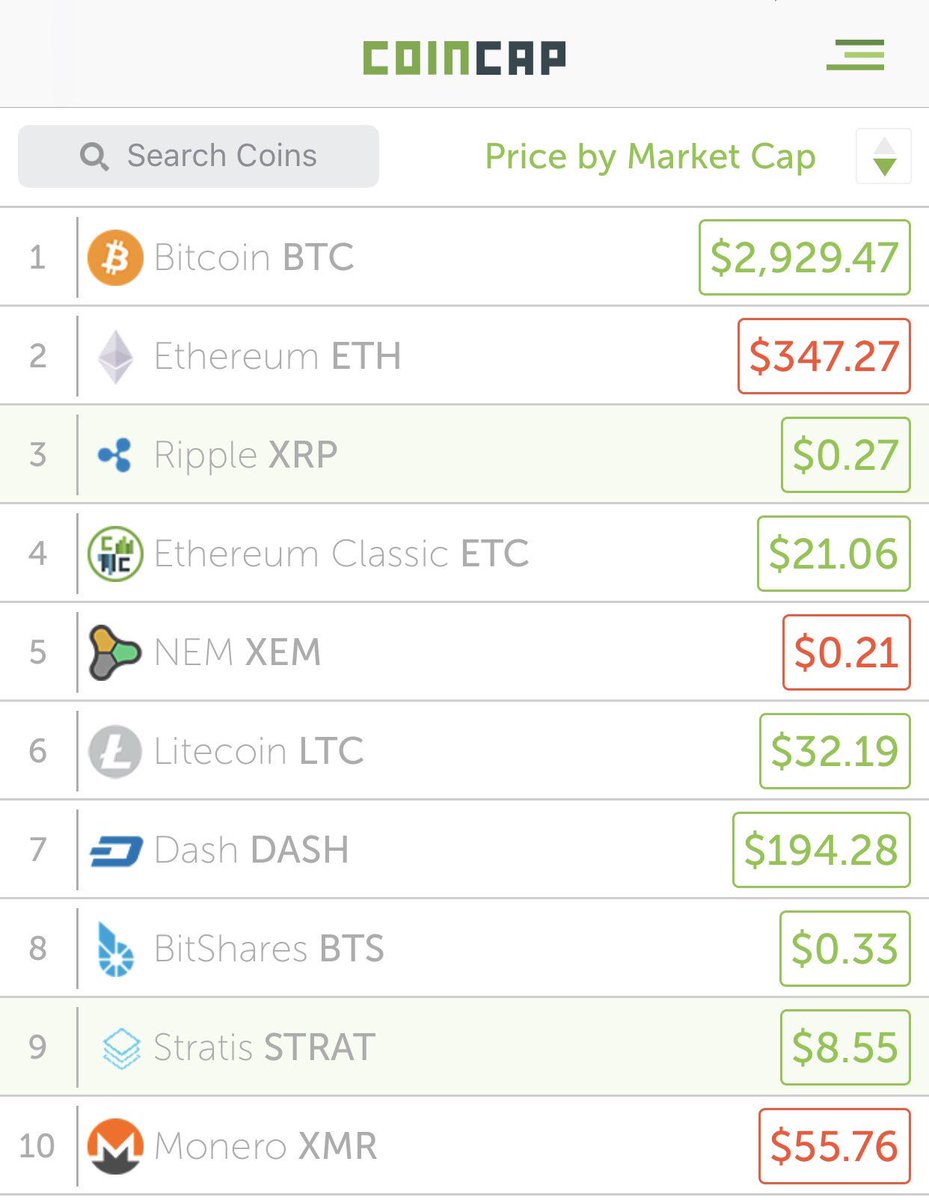 COINCAP
Search Coins Price by Market Cap
1 Bitcoin BTC $2,929.47
2 Ethereum ETH $347.27
3 Ripple XRP $0.27
4 Ethereum Classic ETC $21.06
5 NEM XEM $0.21
6 Litecoin LTC $32.19
7 Dash DASH $194.28
8 BitShares BTS $0.33
9 Stratis STRAT $8.55
10 Monero XMR $55.76